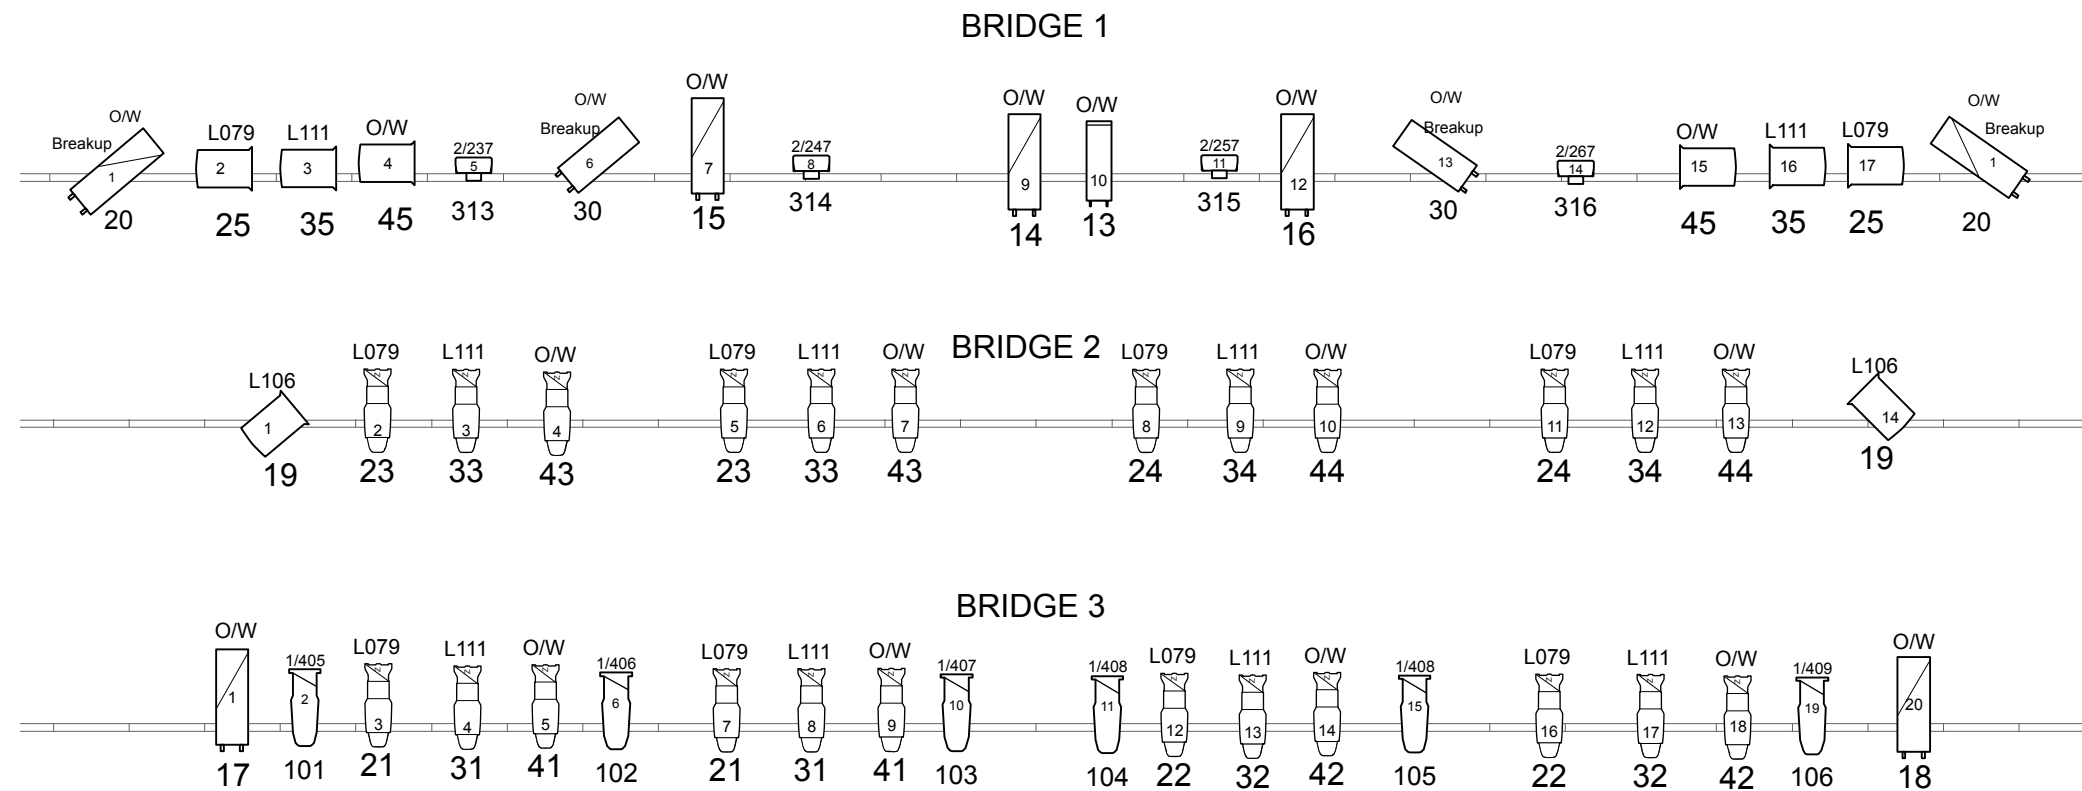 BRIDGE 1
O/W
Breakup
1
20
L079
2
25
L111
3
35
O/W
4
45
2/237
5
313
O/W
Breakup
6
30
O/W
7
15
2/247
8
314
O/W
9
14
O/W
10
13
2/257
11
315
O/W
12
16
O/W
Breakup
13
30
2/267
14
316
O/W
15
45
L111
16
35
L079
17
25
O/W
Breakup
1
20
BRIDGE 2
L106
1
19
L079
Z
2
23
L111
Z
3
33
O/W
Z
4
43
L079
Z
5
23
L111
Z
6
33
O/W
Z
7
43
L079
Z
8
24
L111
Z
9
34
O/W
Z
10
44
L079
Z
11
24
L111
Z
12
34
O/W
Z
13
44
L106
14
19
BRIDGE 3
O/W
1
17
1/405
2
101
L079
Z
3
21
L111
Z
4
31
O/W
Z
5
41
1/406
6
102
L079
Z
7
21
L111
Z
8
31
O/W
Z
9
41
1/407
10
103
1/408
11
104
L079
Z
12
22
L111
Z
13
32
O/W
Z
14
42
1/408
15
105
L079
Z
16
22
L111
Z
17
32
O/W
Z
18
42
1/409
19
106
O/W
20
18